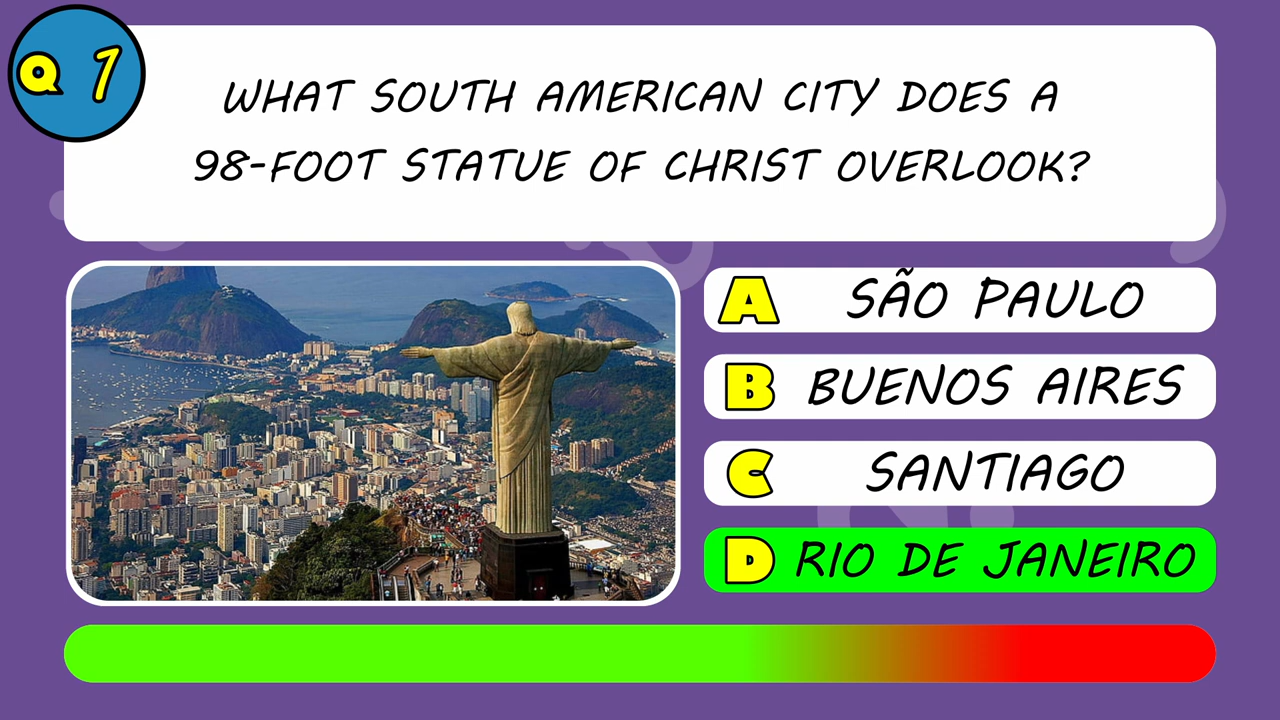 Q 1
WHAT SOUTH AMERICAN CITY DOES A
98-FOOT STATUE OF CHRIST OVERLOOK?
A SÃO PAULO
B BUENOS AIRES
C SANTIAGO
D RIO DE JANEIRO